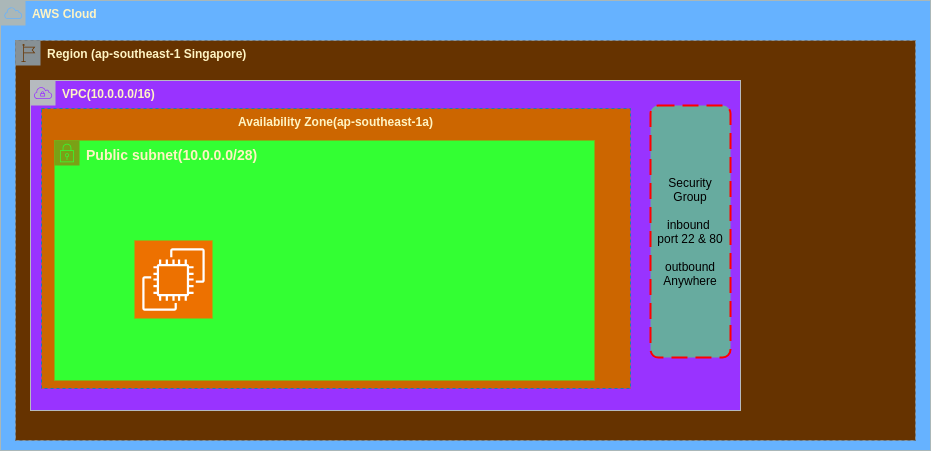 AWS Cloud
Region (ap-southeast-1 Singapore)
VPC(10.0.0.0/16)
Availability Zone(ap-southeast-1a)
Public subnet(10.0.0.0/28)
Security
Group
inbound
port 22 & 80
outbound
Anywhere